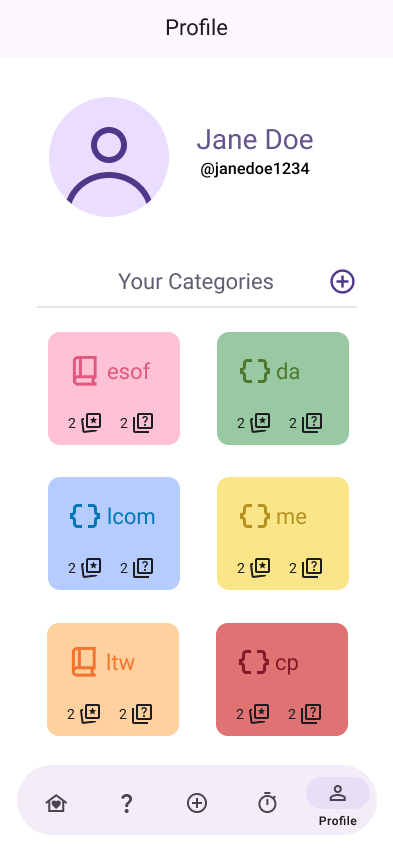 Profile
Jane Doe
@janedoe1234
Your Categories
esof
da
2 2 ?
2 2 ?
lcom
me
2 2 ?
2 2 ?
ltw
cp
2 2 ?
2 2 ?
?
Profile